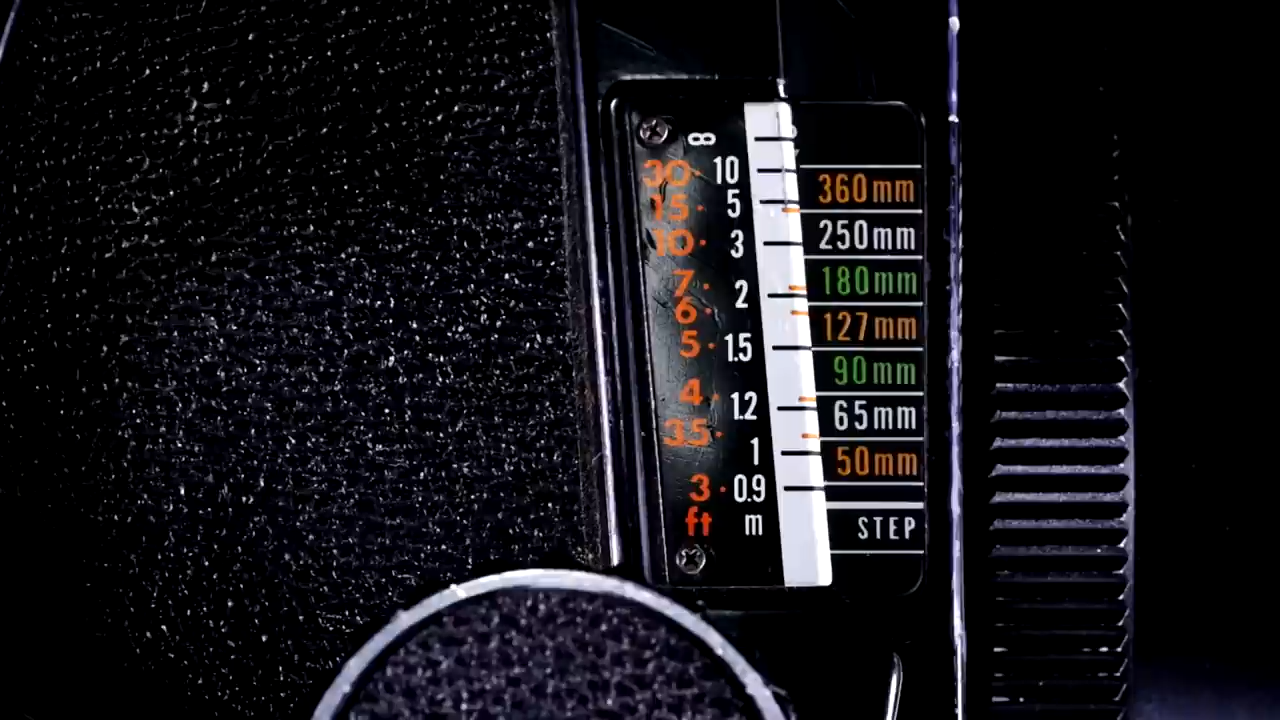 ∞
30 · 10
15 · 5
10 · 3
7 · 2
6 ·
5 · 1.5
4 · 1.2
3.5 · 1
3 · 0.9
ft m
360mm
250mm
180mm
127mm
90mm
65mm
50mm
STEP